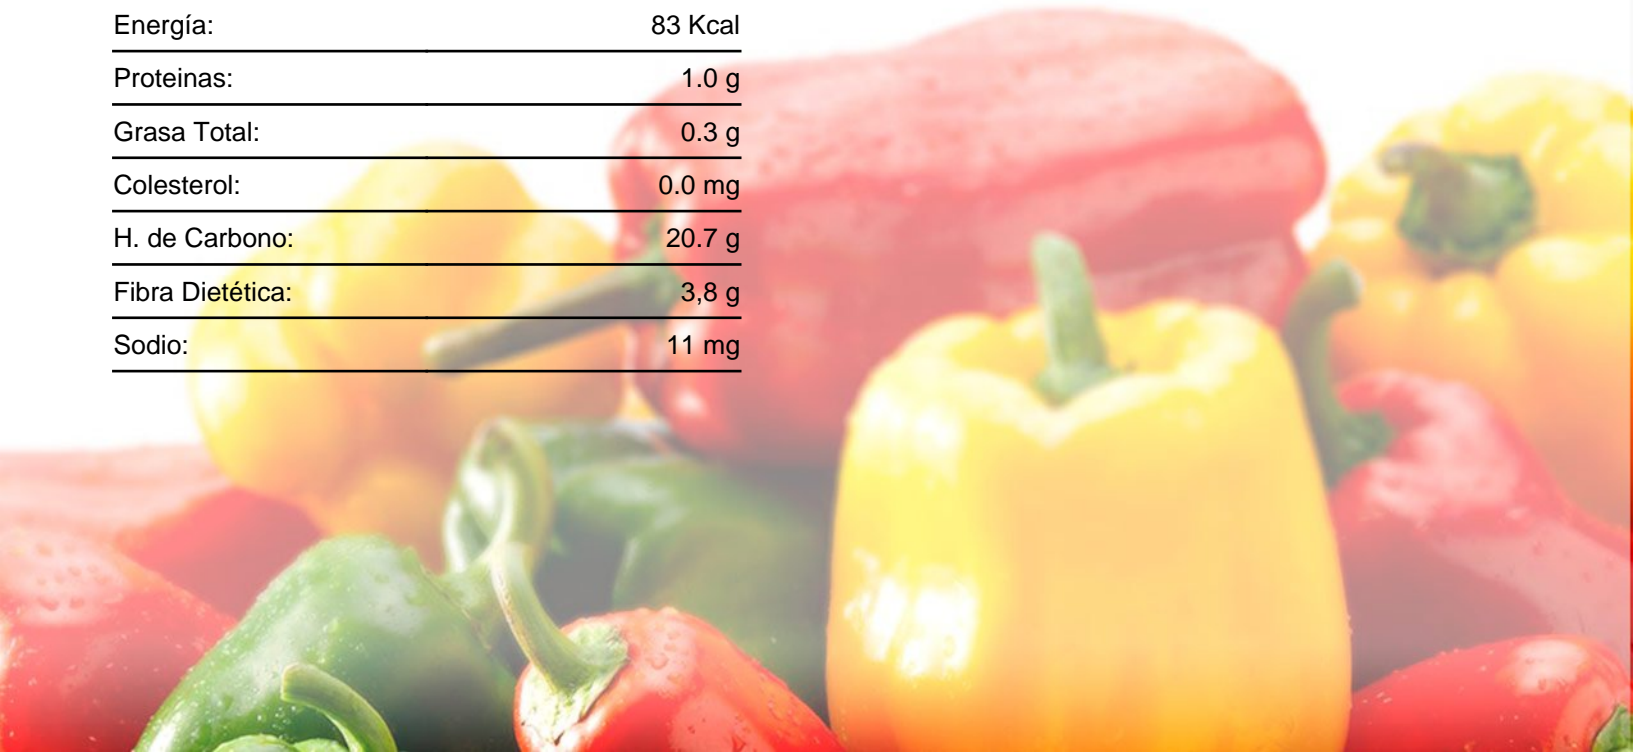 Energía: 83 Kcal
Proteinas: 1.0 g
Grasa Total: 0.3 g
Colesterol: 0.0 mg
H. de Carbono: 20.7 g
Fibra Dietética: 3,8 g
Sodio: 11 mg